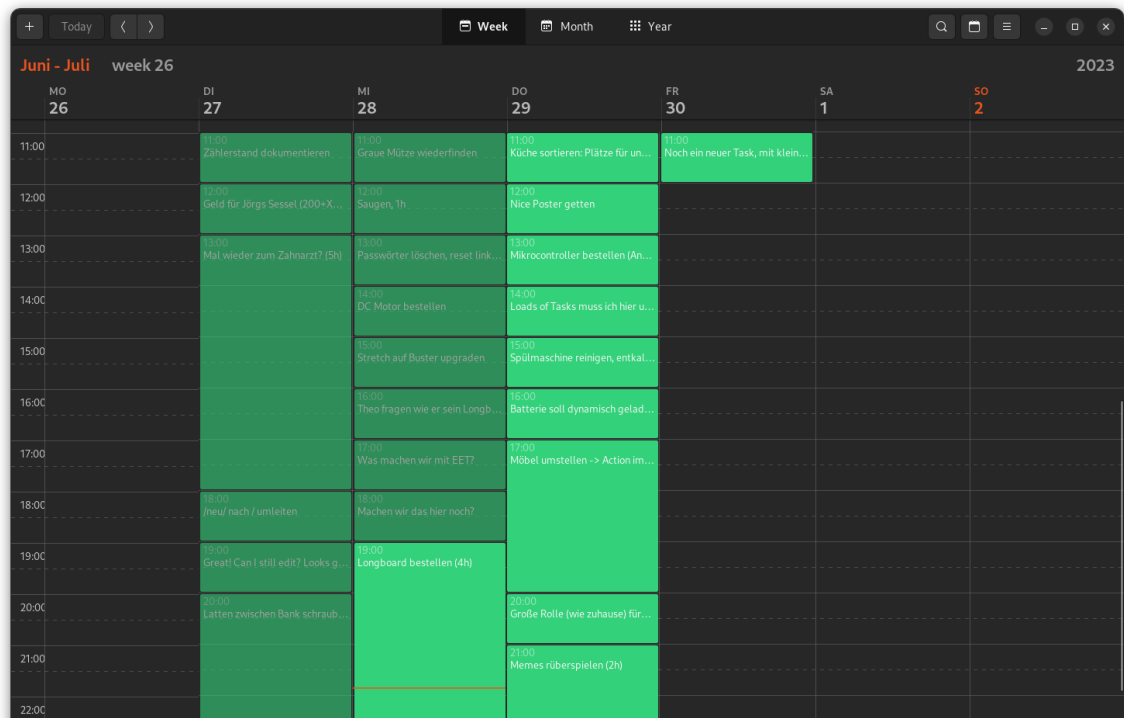 + Today Week Month Year
Juni - Juli week 26 2023
MO DI MI DO FR SA SO
26 27 28 29 30 1 2
11:00
11:00
Zählerstand dokumentieren
11:00
Graue Mütze wiederfinden
11:00
Küche sortieren: Plätze für un...
11:00
Noch ein neuer Task, mit klein...
12:00
12:00
Geld für Jörgs Sessel (200+X...
12:00
Saugen, 1h
12:00
Nice Poster getten
13:00
13:00
Mal wieder zum Zahnarzt? (5h)
13:00
Passwörter löschen, reset link...
13:00
Mikrocontroller bestellen (An...
14:00
14:00
DC Motor bestellen
14:00
Loads of Tasks muss ich hier u...
15:00
15:00
Stretch auf Buster upgraden
15:00
Spülmaschine reinigen, entkal...
16:00
16:00
Theo fragen wie er sein Longb...
16:00
Batterie soll dynamisch gelad...
17:00
17:00
Was machen wir mit EET?
17:00
Möbel umstellen -> Action im...
18:00
18:00
/neu/ nach / umleiten
18:00
Machen wir das hier noch?
19:00
19:00
Great! Can I still edit? Looks g...
19:00
Longboard bestellen (4h)
20:00
20:00
Latten zwischen Bank schraub...
20:00
Große Rolle (wie zuhause) für...
21:00
21:00
Memes rüberspielen (2h)
22:00